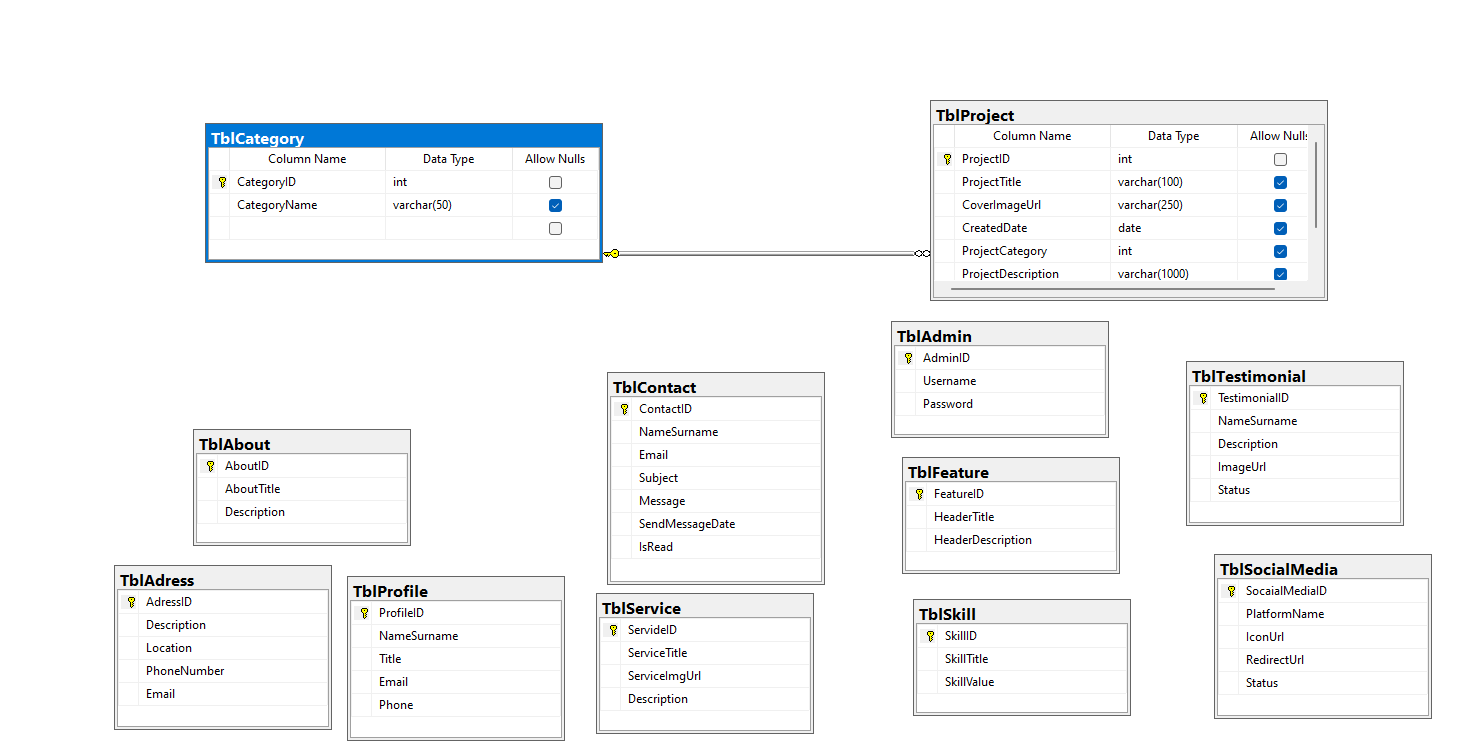 TblCategory
Column Name Data Type Allow Nulls
CategoryID int
CategoryName varchar(50)
TblProject
Column Name Data Type Allow Nulls
ProjectID int
ProjectTitle varchar(100)
CoverImageUrl varchar(250)
CreatedDate date
ProjectCategory int
ProjectDescription varchar(1000)
TblAdmin
AdminID
Username
Password
TblContact
ContactID
NameSurname
Email
Subject
Message
SendMessageDate
IsRead
TblTestimonial
TestimonialID
NameSurname
Description
ImageUrl
Status
TblAbout
AboutID
AboutTitle
Description
TblFeature
FeatureID
HeaderTitle
HeaderDescription
TblAdress
AdressID
Description
Location
PhoneNumber
Email
TblProfile
ProfileID
NameSurname
Title
Email
Phone
TblService
ServideID
ServiceTitle
ServiceImgUrl
Description
TblSkill
SkillID
SkillTitle
SkillValue
TblSocialMedia
SocaialMediaID
PlatformName
IconUrl
RedirectUrl
Status